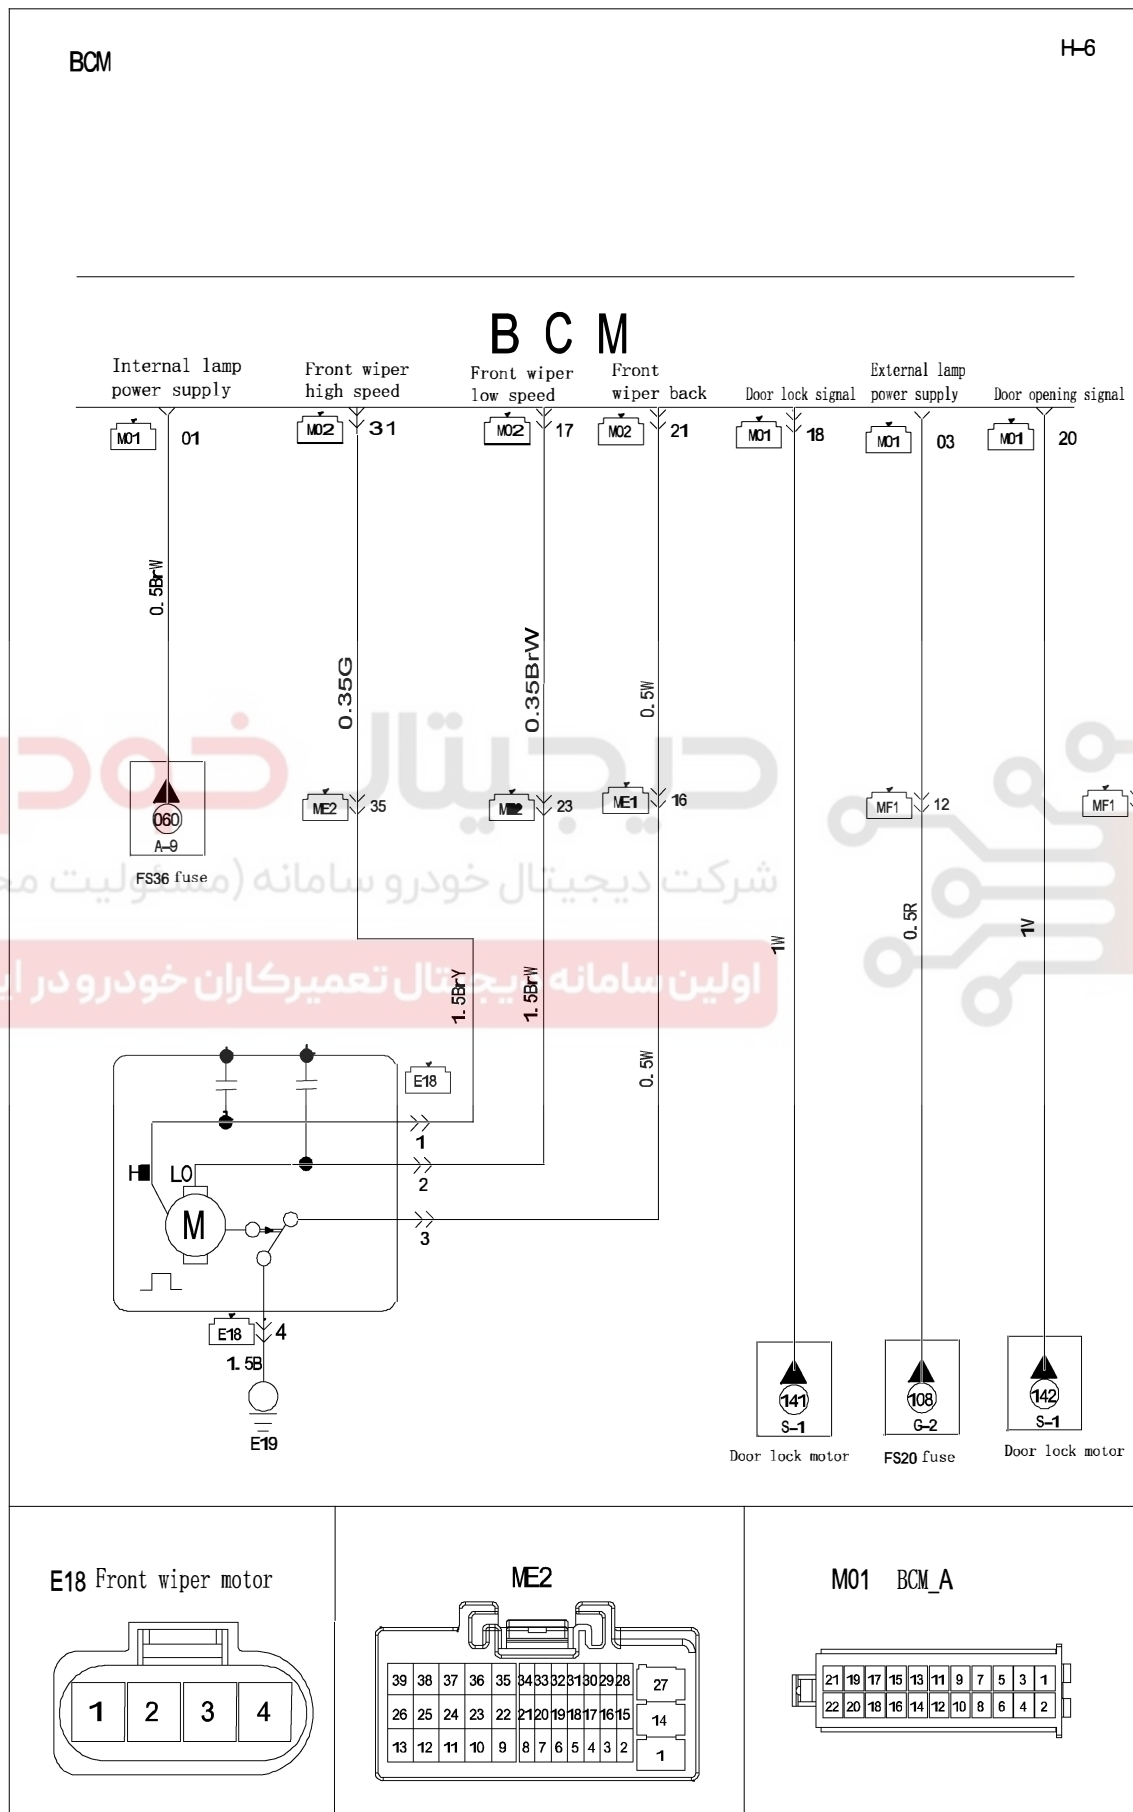 BCM
H-6
B C M
Internal lamp
power supply
Front wiper
high speed
Front wiper
low speed
Front
wiper back
Door lock signal
External lamp
power supply
Door opening signal
M01 01
M02 31
M02 17
M02 21
M01 18
M01 03
M01 20
0.5BrW
0.35G
0.35BrW
0.5W
دیجیتال خودر
ME2 35
23
ME1 16
MF1 12
MF1
060
A-9
FS36 fuse
شرکت دیجیتال خودرو سامانه (مسئولیت مح
1W
0.5R
1V
اولین سامانه دیجیتال تعمیرکاران خودرو در ایر
1.5BrY
1.5BrW
0.5W
E18
1
2
3
H
LO
M
E18 4
1.5B
E19
141
S-1
Door lock motor
108
G-2
FS20 fuse
142
S-1
Door lock motor
E18 Front wiper motor
1 2 3 4
ME2
39 38 37 36 35 34 33 32 31 30 29 28 27
26 25 24 23 22 21 20 19 18 17 16 15 14
13 12 11 10 9 8 7 6 5 4 3 2 1
M01 BCM_A
21 19 17 15 13 11 9 7 5 3 1
22 20 18 16 14 12 10 8 6 4 2